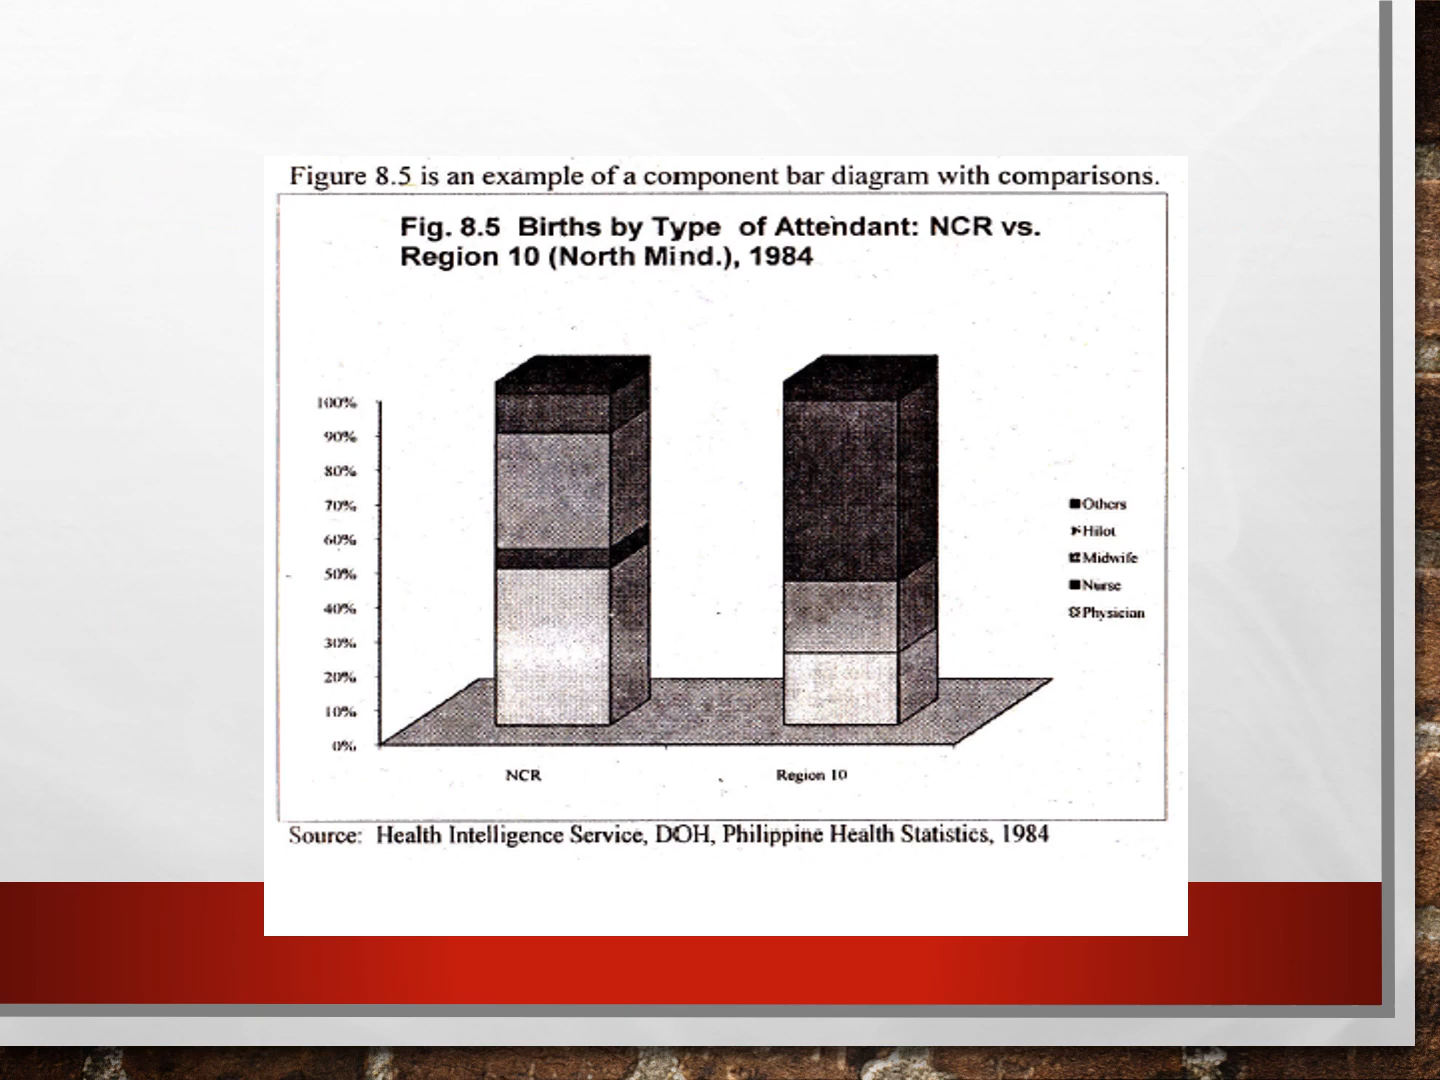 Figure 8.5 is an example of a component bar diagram with comparisons.
Fig. 8.5 Births by Type of Attendant: NCR vs.
Region 10 (North Mind.), 1984
100%
90%
80%
70%
60%
50%
40%
30%
20%
10%
0%
Others
Hilot
Midwife
Nurse
Physician
NCR
Region 10
Source: Health Intelligence Service, DOH, Philippine Health Statistics, 1984